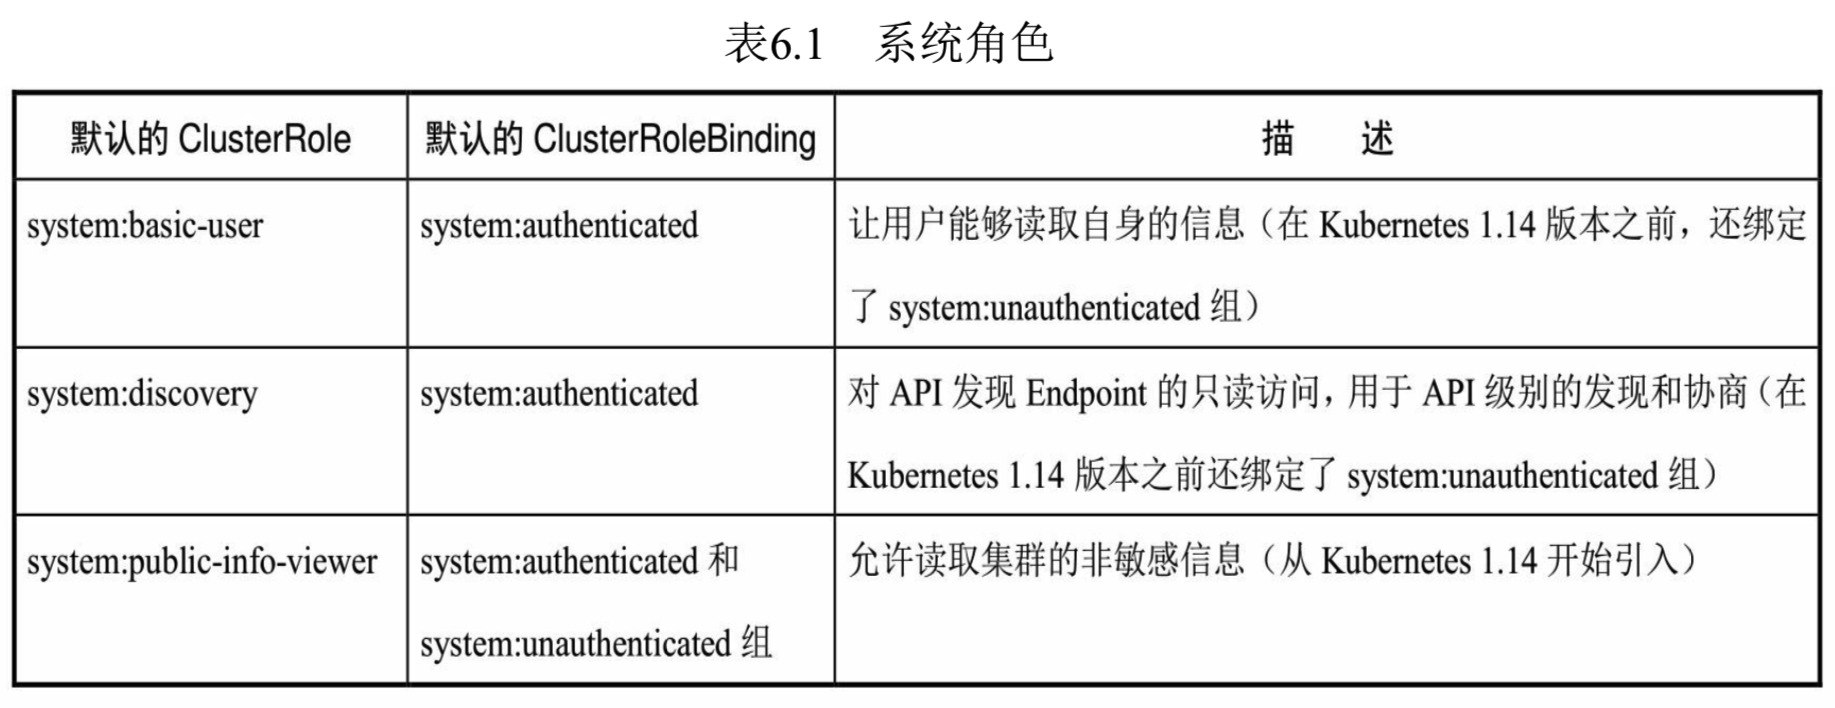 表6.1 系统角色
默认的 ClusterRole 默认的 ClusterRoleBinding 描 述
system:basic-user system:authenticated 让用户能够读取自身的信息（在 Kubernetes 1.14 版本之前，还绑定
了 system:unauthenticated 组）
system:discovery system:authenticated 对 API 发现 Endpoint 的只读访问，用于 API 级别的发现和协商（在
Kubernetes 1.14 版本之前还绑定了 system:unauthenticated 组）
system:public-info-viewer system:authenticated 和 允许读取集群的非敏感信息（从 Kubernetes 1.14 开始引入）
system:unauthenticated 组